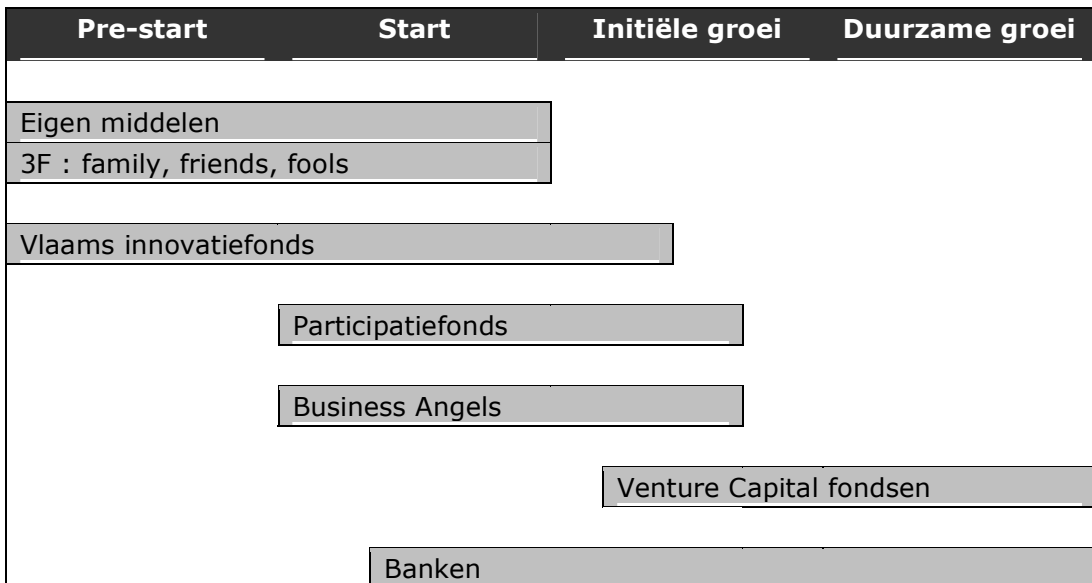 Pre-start Start Initiële groei Duurzame groei
Eigen middelen
3F : family, friends, fools
Vlaams innovatiefonds
Participatiefonds
Business Angels
Venture Capital fondsen
Banken